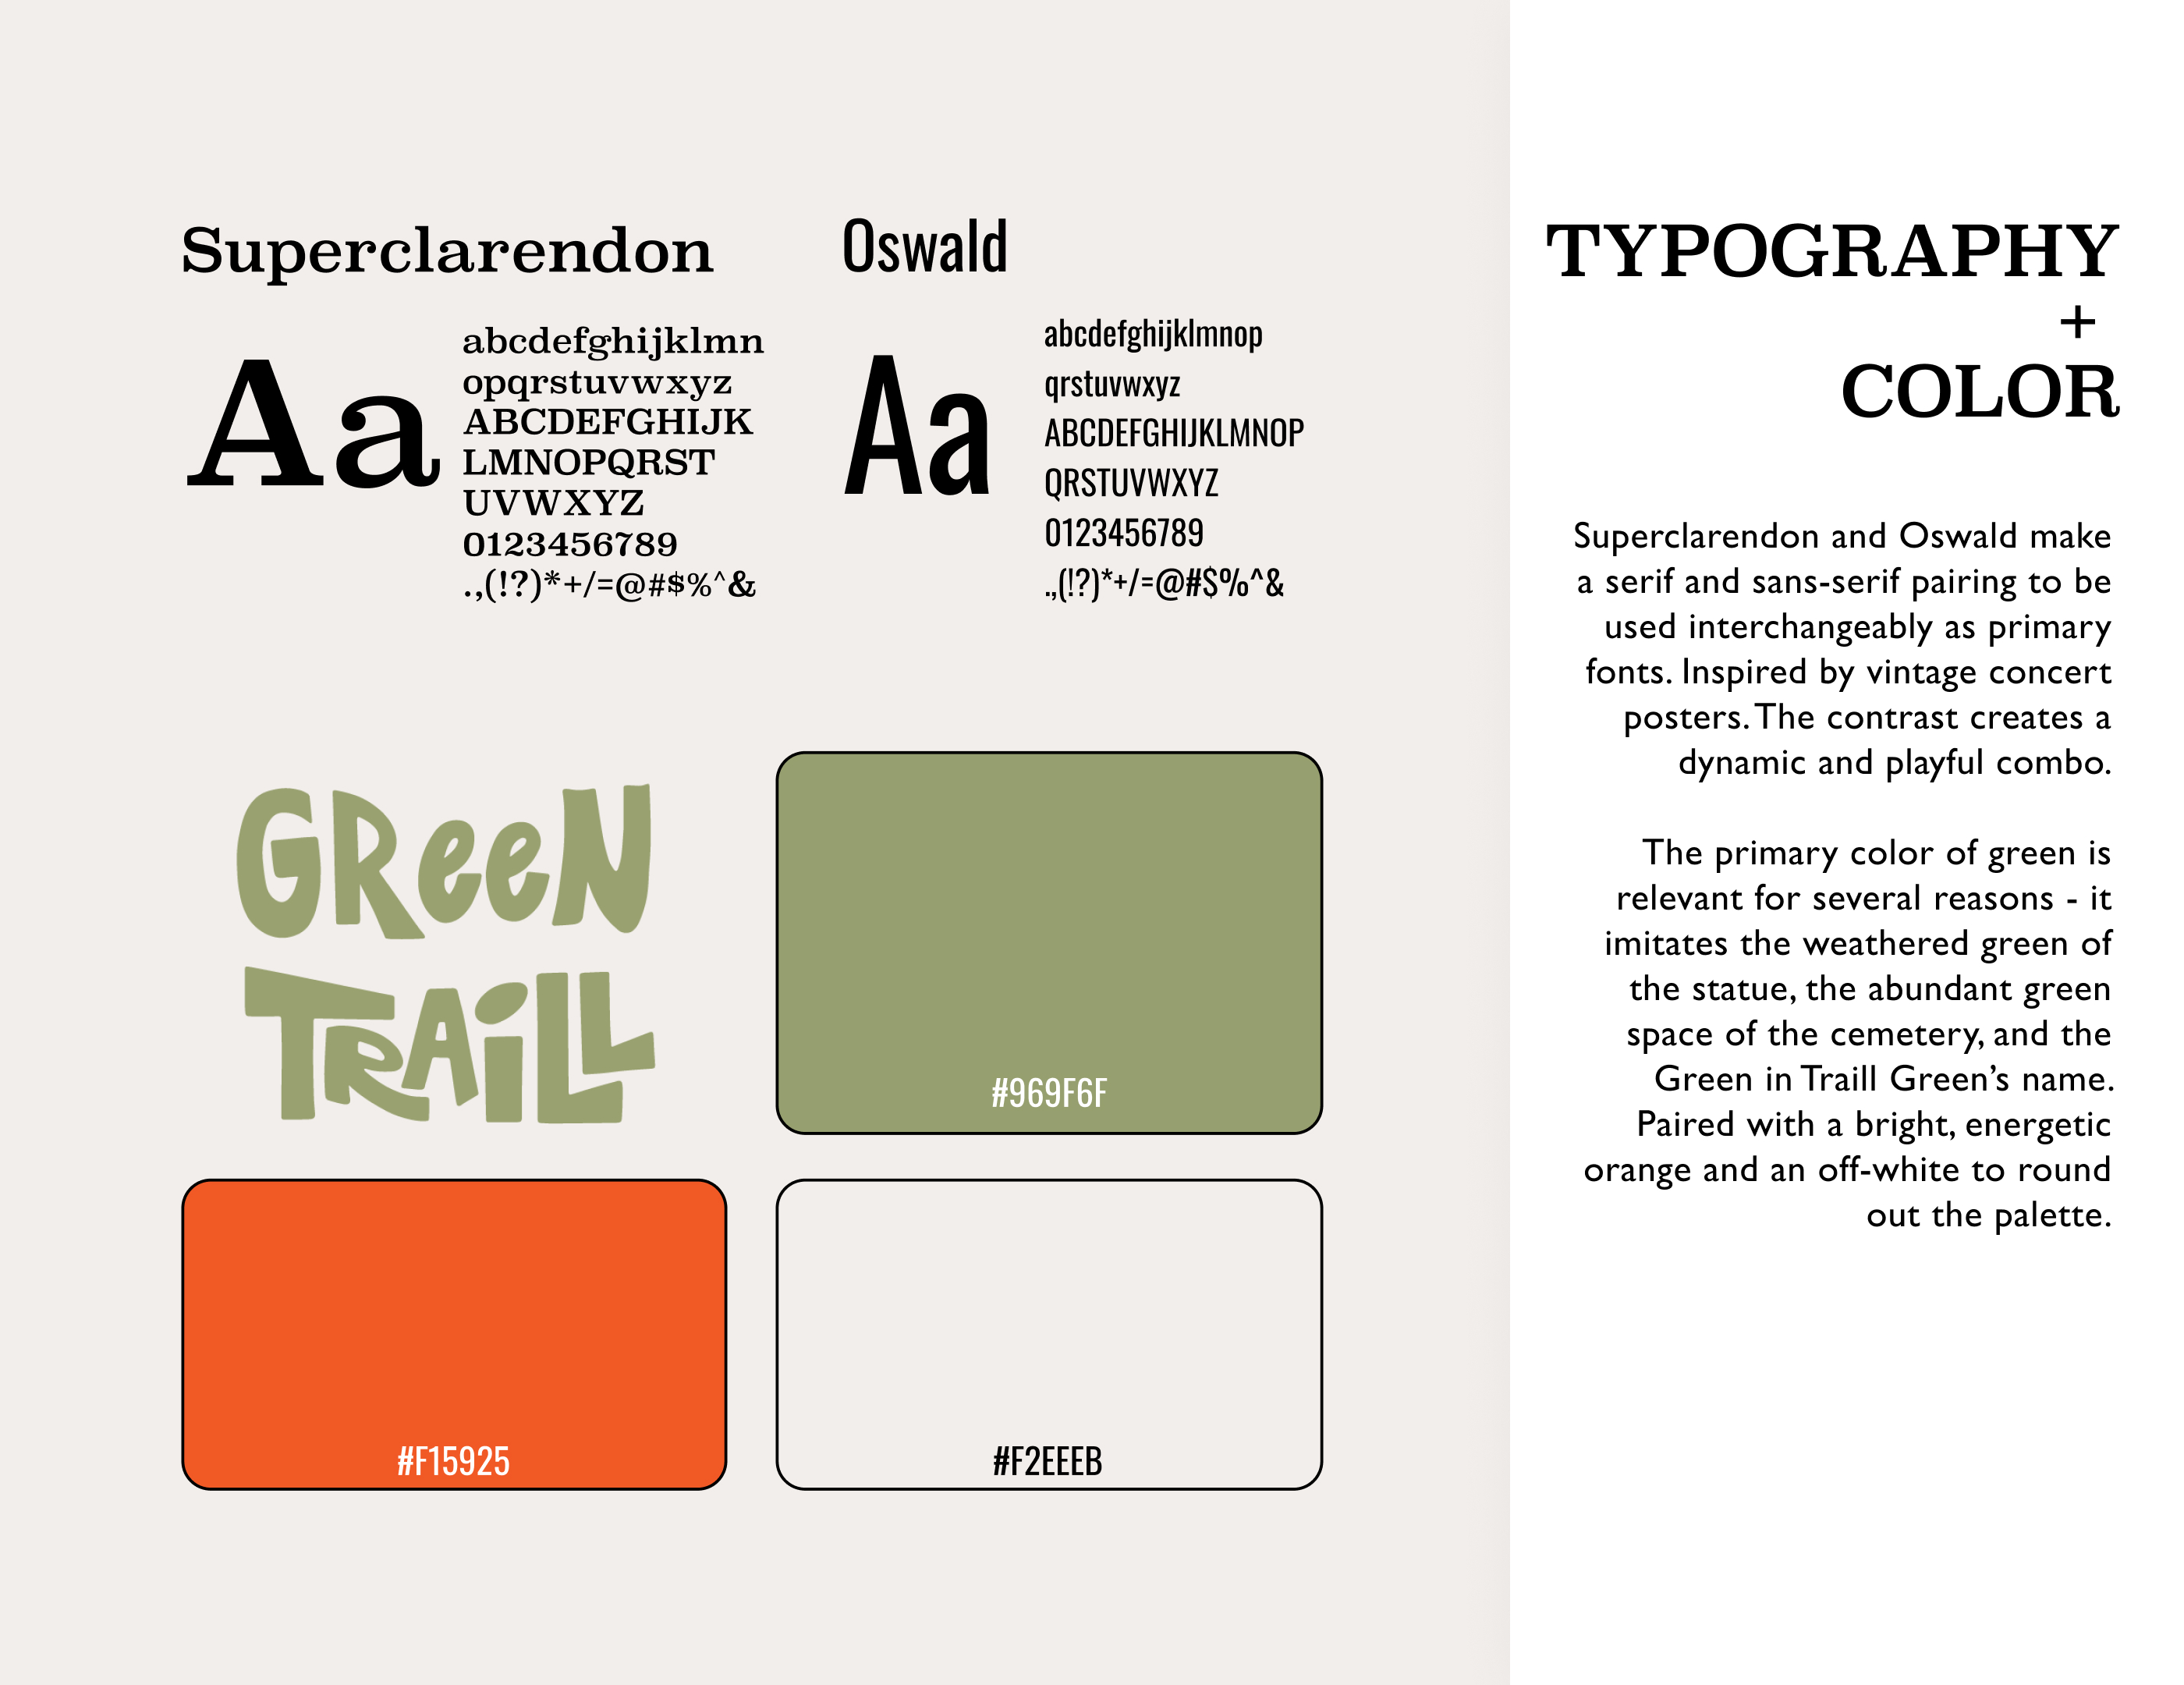 Superclarendon
Aa
abcdefghijklmn
opqrstuvwxyz
ABCDEFGHIJK
LMNOPQRST
UVWXYZ
0123456789
.,(!?)*+/=@#$%^&
Oswald
Aa
abcdefghijklmnop
qrstuvwxyz
ABCDEFGHIJKLMNOP
QRSTUVWXYZ
0123456789
.,(!?)*+/=@#$%^&
GReeN
TRAiLL
#969F6F
#F15925
#F2EEEB
TYPOGRAPHY
+
COLOR
Superclarendon and Oswald make
a serif and sans-serif pairing to be
used interchangeably as primary
fonts. Inspired by vintage concert
posters. The contrast creates a
dynamic and playful combo.
The primary color of green is
relevant for several reasons - it
imitates the weathered green of
the statue, the abundant green
space of the cemetery, and the
Green in Traill Green’s name.
Paired with a bright, energetic
orange and an off-white to round
out the palette.